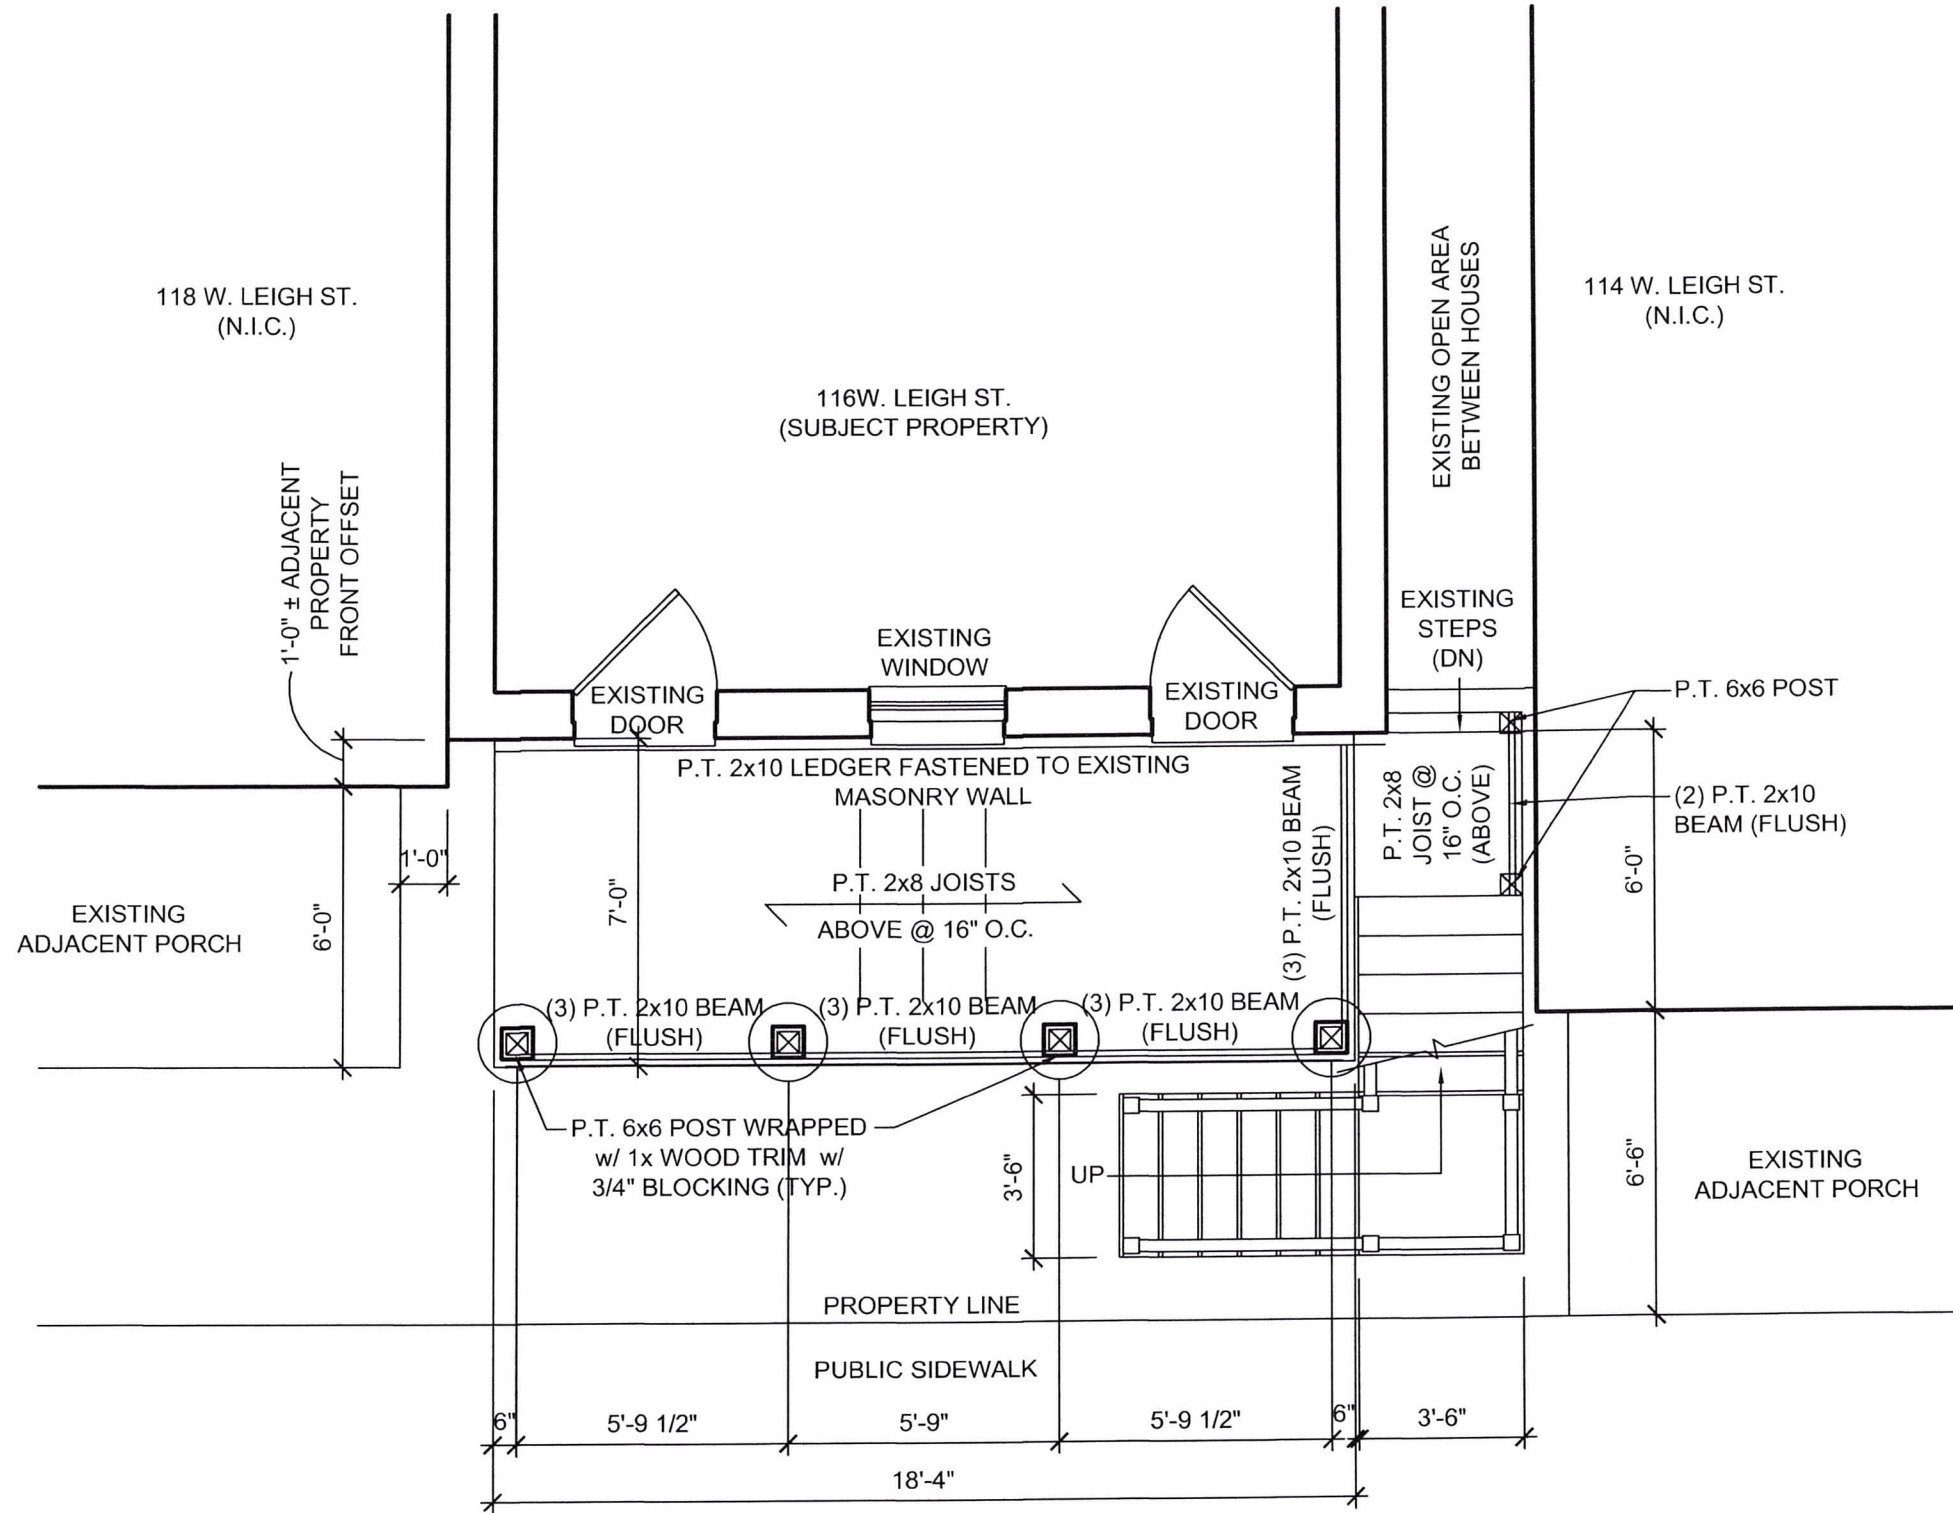 118 W. LEIGH ST.
(N.I.C.)
116W. LEIGH ST.
(SUBJECT PROPERTY)
EXISTING OPEN AREA
BETWEEN HOUSES
114 W. LEIGH ST.
(N.I.C.)
1'-0" ± ADJACENT
PROPERTY
FRONT OFFSET
EXISTING
DOOR
EXISTING
WINDOW
EXISTING
DOOR
EXISTING
STEPS
(DN)
P.T. 6x6 POST
P.T. 2x10 LEDGER FASTENED TO EXISTING
MASONRY WALL
(3) P.T. 2x10 BEAM
(FLUSH)
P.T. 2x8
JOIST @
16" O.C.
(ABOVE)
(2) P.T. 2x10
BEAM (FLUSH)
1'-0"
6'-0"
7'-0"
P.T. 2x8 JOISTS
ABOVE @ 16" O.C.
6'-0"
EXISTING
ADJACENT PORCH
(3) P.T. 2x10 BEAM
(FLUSH)
(3) P.T. 2x10 BEAM
(FLUSH)
(3) P.T. 2x10 BEAM
(FLUSH)
P.T. 6x6 POST WRAPPED
w/ 1x WOOD TRIM w/
3/4" BLOCKING (TYP.)
3'-6"
UP
6'-6"
EXISTING
ADJACENT PORCH
PROPERTY LINE
PUBLIC SIDEWALK
6"
5'-9 1/2"
5'-9"
5'-9 1/2"
6"
3'-6"
18'-4"